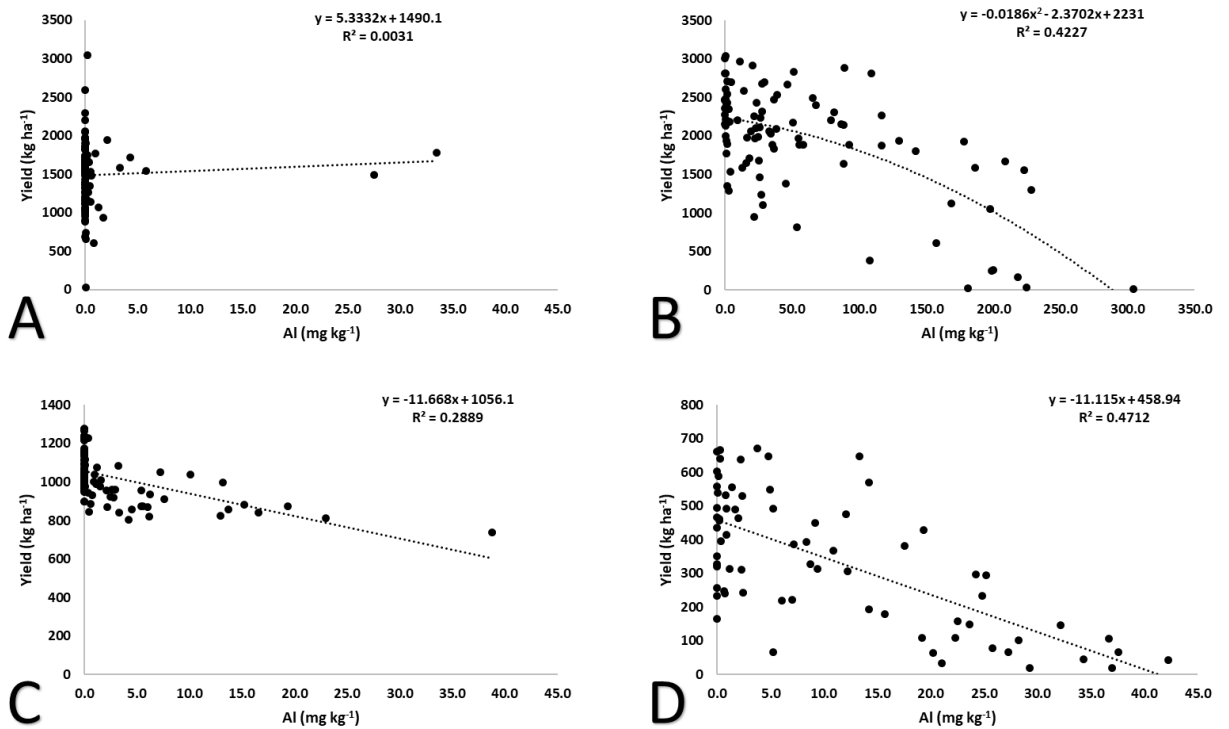 y = 5.3332x + 1490.1
R² = 0.0031
3500
3000
2500
2000
1500
1000
500
0
Yield (kg ha⁻¹)
0.0 5.0 10.0 15.0 20.0 25.0 30.0 35.0 40.0 45.0
Al (mg kg⁻¹)
A
y = -0.0186x² - 2.3702x + 2231
R² = 0.4227
3500
3000
2500
2000
1500
1000
500
0
Yield (kg ha⁻¹)
0.0 50.0 100.0 150.0 200.0 250.0 300.0 350.0
Al (mg kg⁻¹)
B
y = -11.668x + 1056.1
R² = 0.2889
1400
1200
1000
800
600
400
200
0
Yield (kg ha⁻¹)
0.0 5.0 10.0 15.0 20.0 25.0 30.0 35.0 40.0 45.0
Al (mg kg⁻¹)
C
y = -11.115x + 458.94
R² = 0.4712
800
700
600
500
400
300
200
100
0
Yield (kg ha⁻¹)
0.0 5.0 10.0 15.0 20.0 25.0 30.0 35.0 40.0 45.0
Al (mg kg⁻¹)
D